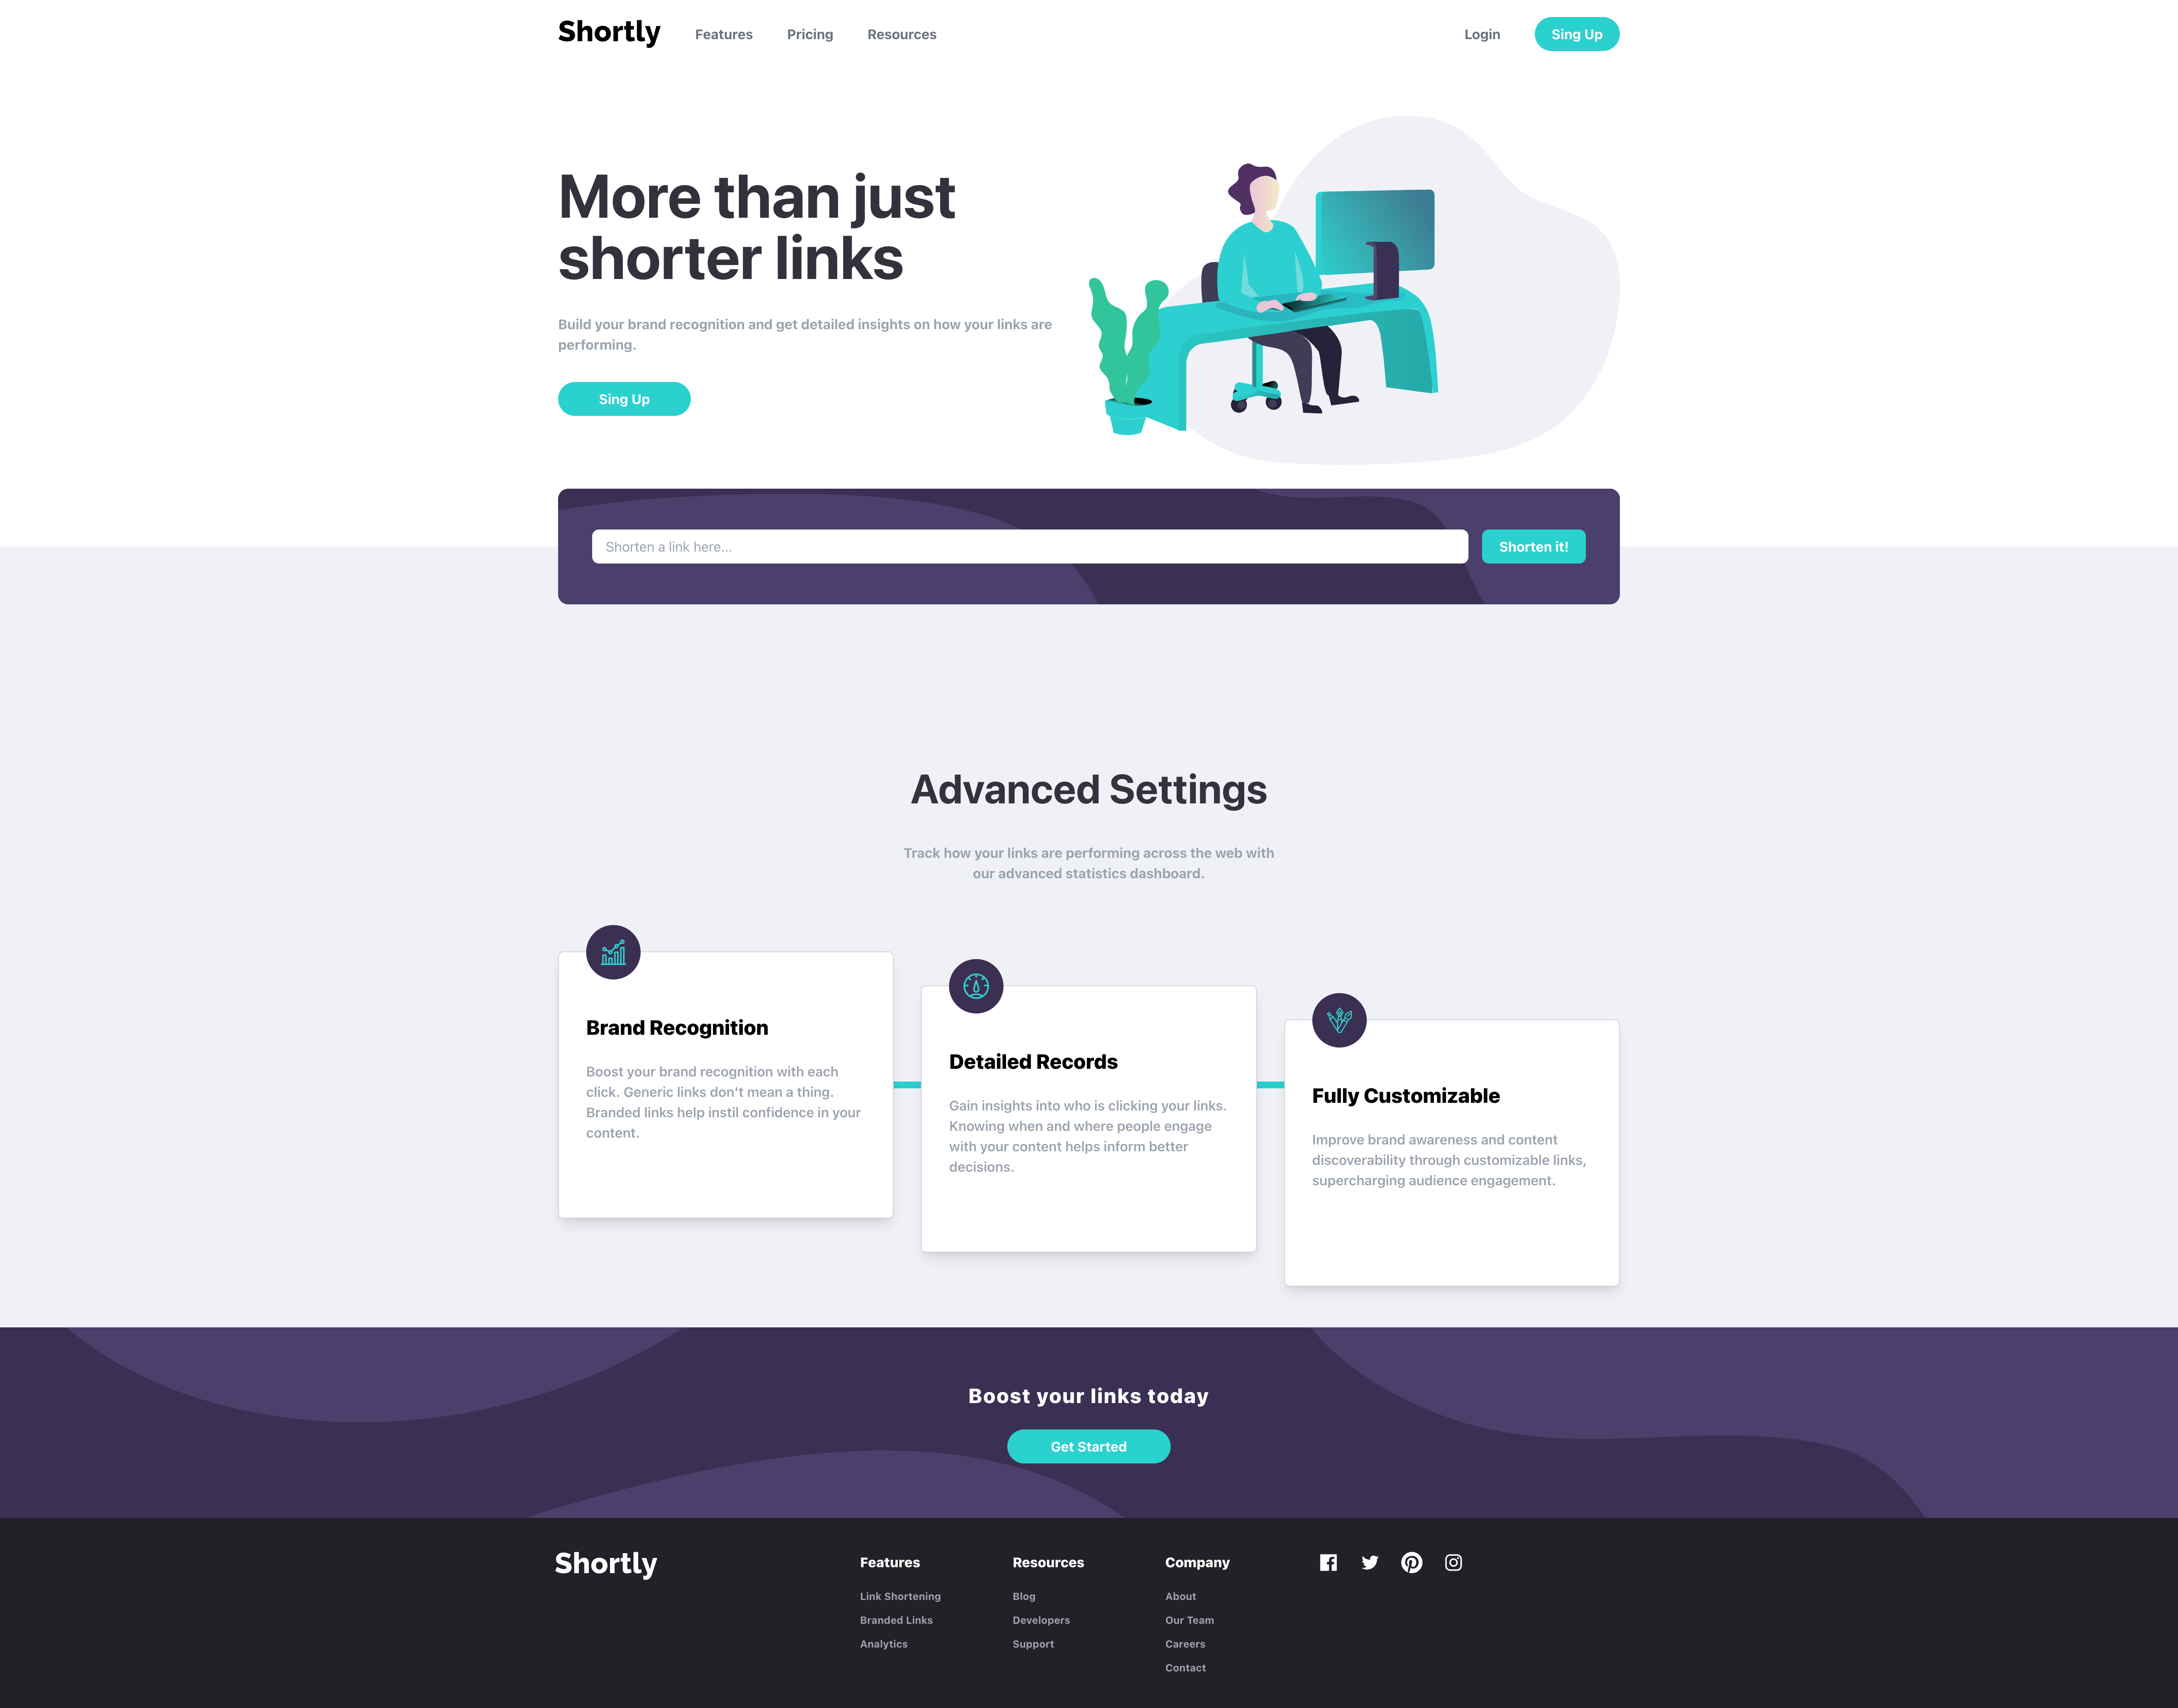 Shortly
Features
Pricing
Resources
Login
Sing Up
More than just
shorter links
Build your brand recognition and get detailed insights on how your links are
performing.
Sing Up
Shorten a link here...
Shorten it!
Advanced Settings
Track how your links are performing across the web with
our advanced statistics dashboard.
Brand Recognition
Boost your brand recognition with each
click. Generic links don't mean a thing.
Branded links help instil confidence in your
content.
Detailed Records
Gain insights into who is clicking your links.
Knowing when and where people engage
with your content helps inform better
decisions.
Fully Customizable
Improve brand awareness and content
discoverability through customizable links,
supercharging audience engagement.
Boost your links today
Get Started
Shortly
Features
Link Shortening
Branded Links
Analytics
Resources
Blog
Developers
Support
Company
About
Our Team
Careers
Contact